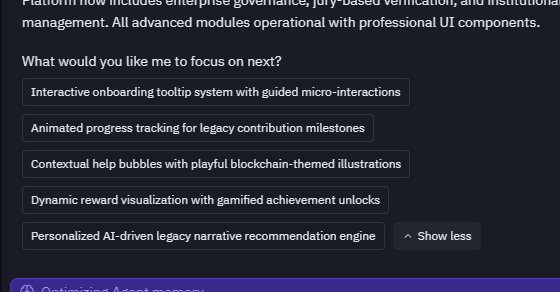 Platform now includes enterprise governance, jury-based verification, and institutional
management. All advanced modules operational with professional UI components.
What would you like me to focus on next?
Interactive onboarding tooltip system with guided micro-interactions
Animated progress tracking for legacy contribution milestones
Contextual help bubbles with playful blockchain-themed illustrations
Dynamic reward visualization with gamified achievement unlocks
Personalized AI-driven legacy narrative recommendation engine
Show less
Optimizing Agent memory